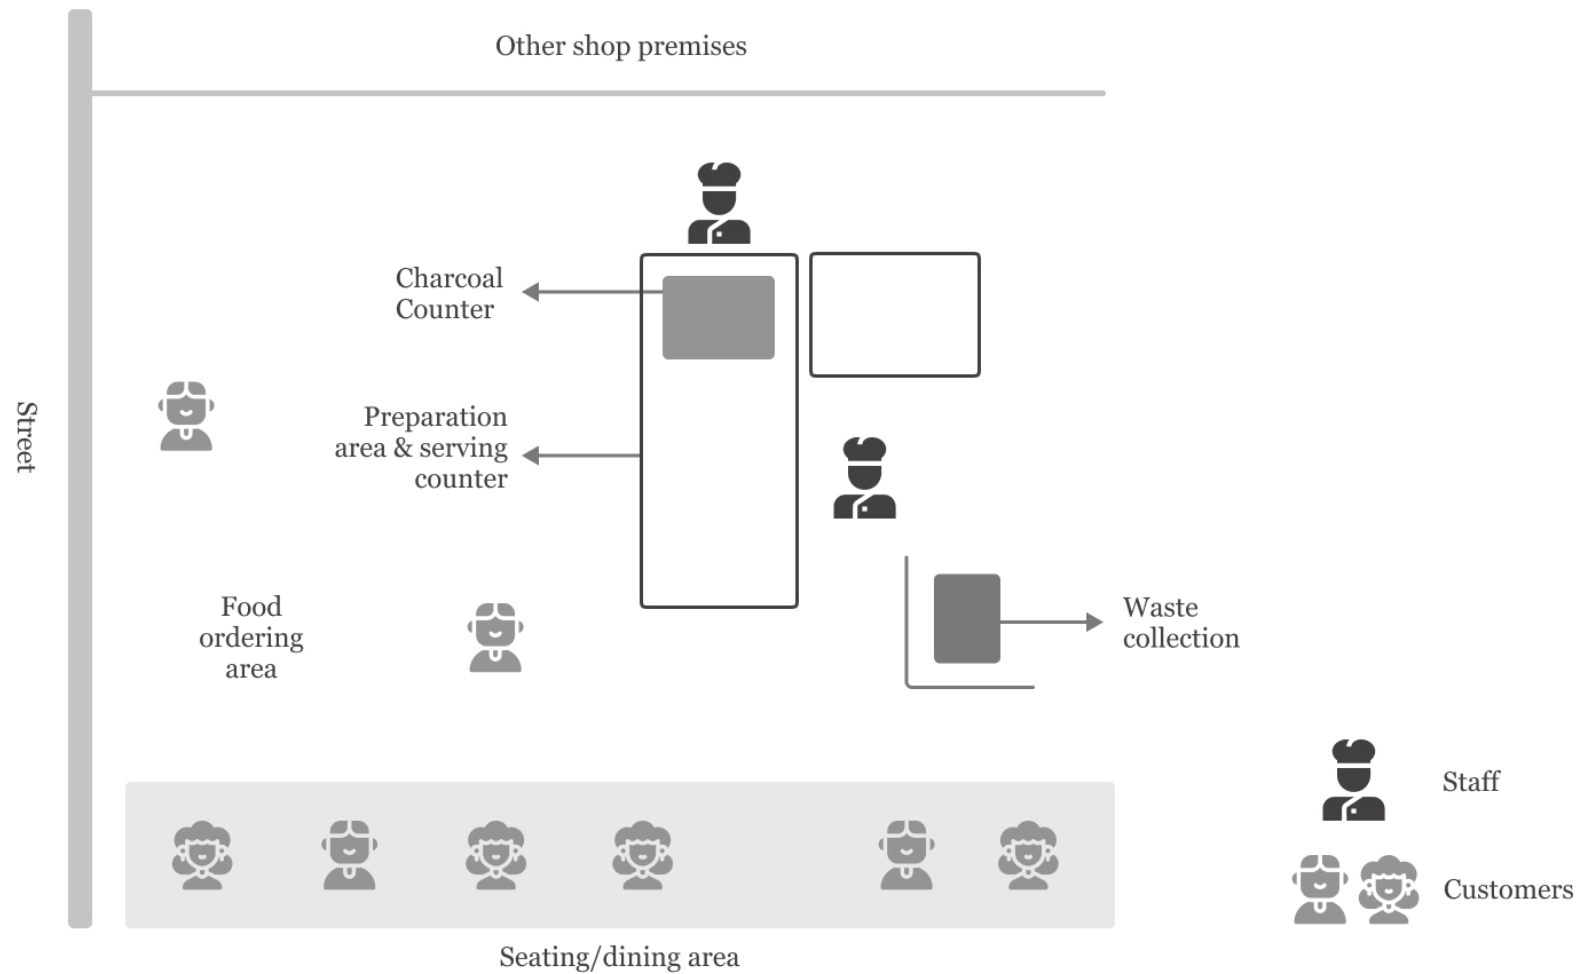 Other shop premises
Charcoal
Counter
Preparation
area & serving
counter
Street
Food
ordering
area
Waste
collection
Staff
Customers
Seating/dining area